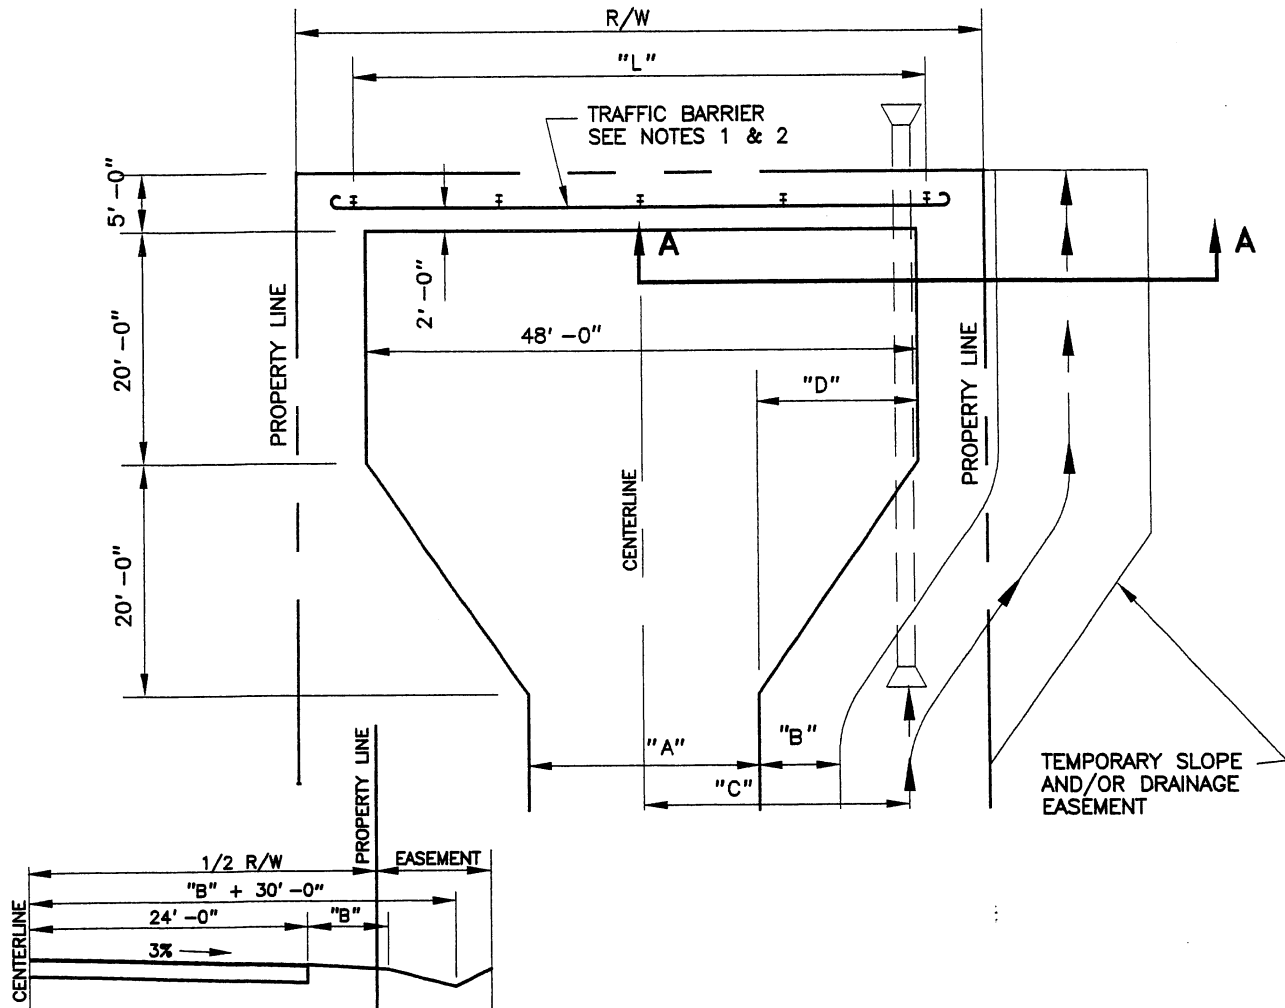 R/W
"L"
TRAFFIC BARRIER
SEE NOTES 1 & 2
5'-0"
A
A
2'-0"
PROPERTY LINE
48'-0"
20'-0"
"D"
PROPERTY LINE
CENTERLINE
20'-0"
"A"
"B"
"C"
TEMPORARY SLOPE
AND/OR DRAINAGE
EASEMENT
PROPERTY LINE
1/2 R/W
EASEMENT
"B" + 30'-0"
24'-0"
"B"
3%
CENTERLINE